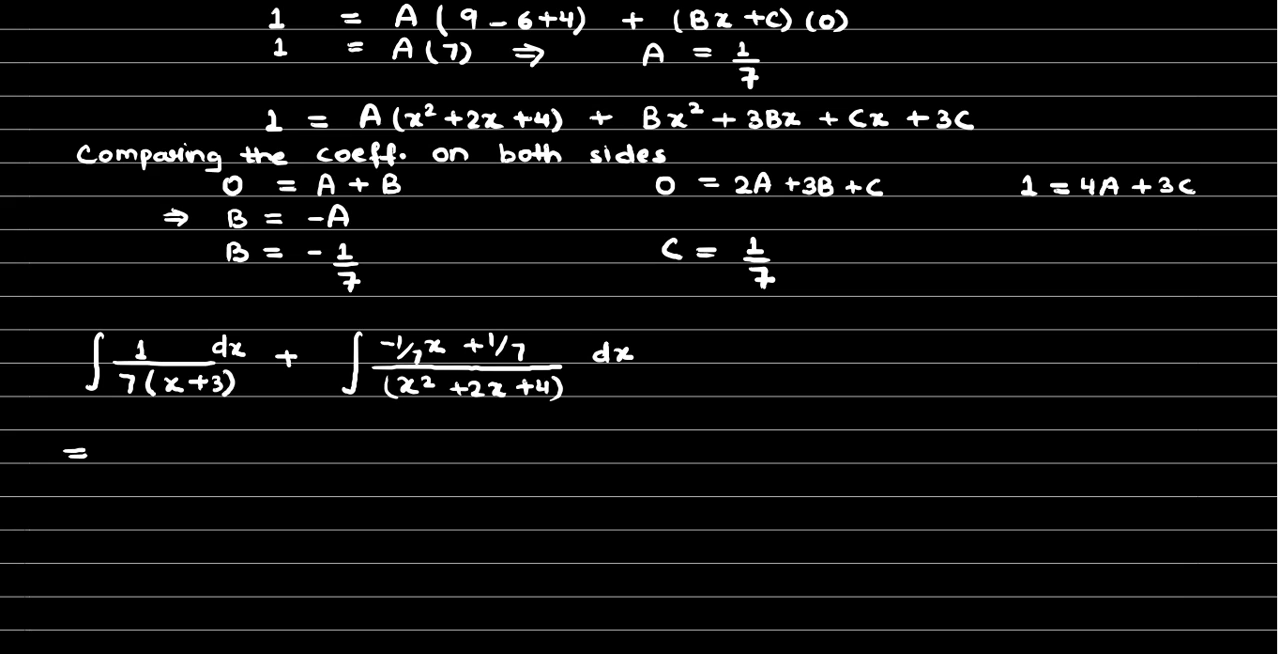 1 = A ( 9 - 6 + 4) + (Bx + C) (0)
1 = A (7) ⇒ A = 1/7
1 = A (x² + 2x + 4) + Bx² + 3Bx + Cx + 3C
Comparing the coeff. on both sides
0 = A + B 0 = 2A + 3B + C 1 = 4A + 3C
⇒ B = -A
B = - 1/7 C = 1/7
∫ 1/7(x+3) dx + ∫ -1/7x + 1/7/(x² + 2x + 4) dx
=